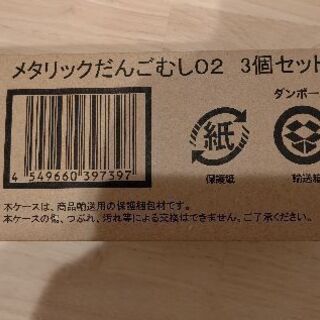 メタリックだんごむし02 3個セット
ダンボー
紙
4 549660 397397
保護紙
輸送紙
本ケースは、商品輸送用の保護梱包材です。
本ケースの傷、つぶれ、汚れ等による交換はできません。ご了承ください。